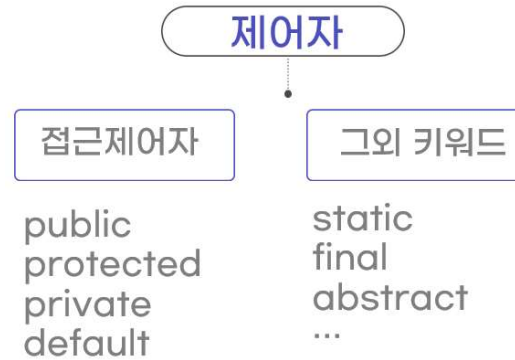 제어자
접근제어자
public
protected
private
default
그외 키워드
static
final
abstract
...